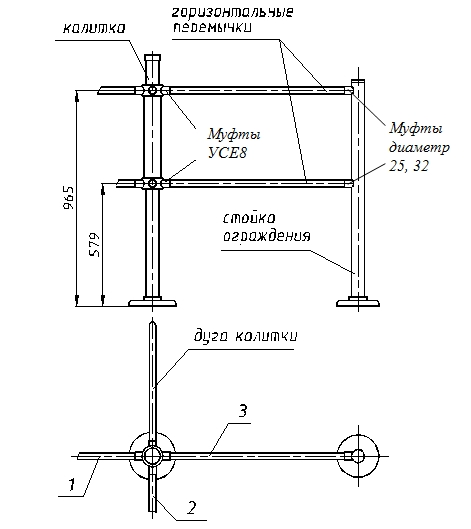 калитка
горизонтальные
перемычки
Муфты
УСЕ8
Муфты
диаметр
25, 32
965
579
стойка
ограждения
дуга калитки
3
1
2